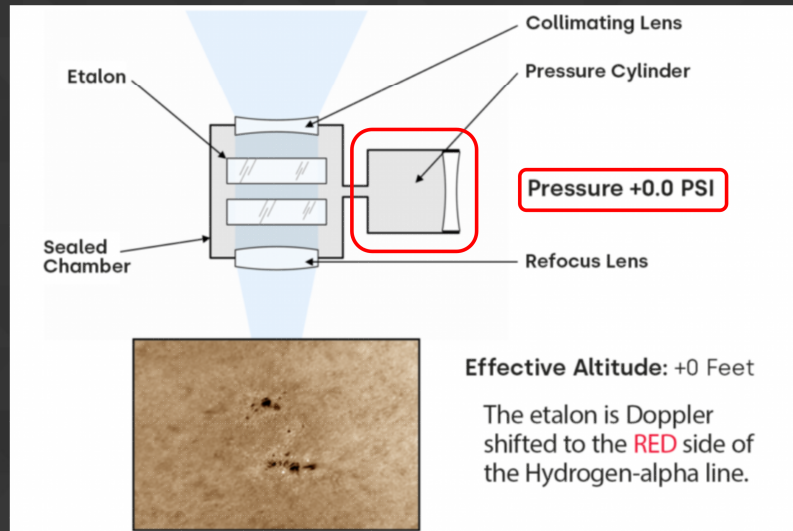 Collimating Lens
Etalon
Pressure Cylinder
Pressure +0.0 PSI
Sealed
Chamber
Refocus Lens
Effective Altitude: +0 Feet
The etalon is Doppler
shifted to the RED side of
the Hydrogen-alpha line.